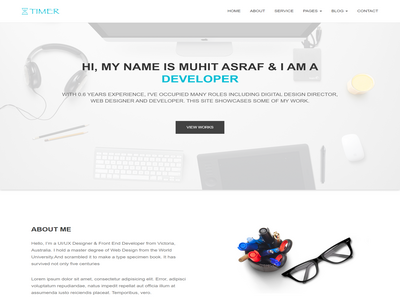 TIMER
HOME ABOUT SERVICE PAGES BLOG CONTACT
HI, MY NAME IS MUHIT ASRAF & I AM A
DEVELOPER
WITH 0.6 YEARS EXPERIENCE, I'VE OCCUPIED MANY ROLES INCLUDING DIGITAL DESIGN DIRECTOR,
WEB DESIGNER AND DEVELOPER. THIS SITE SHOWCASES SOME OF MY WORK.
VIEW WORKS
ABOUT ME
Hello, I'm a UI/UX Designer & Front End Developer from Victoria,
Australia. I hold a master degree of Web Design from the World
University.And scrambled it to make a type specimen book. It has
survived not only five centuries.
Lorem ipsum dolor sit amet, consectetur adipisicing elit. Error, adipisci
voluptatum repudiandae, natus impedit repellat aut officia illum at
assumenda iusto reiciendis placeat. Temporibus, vero.